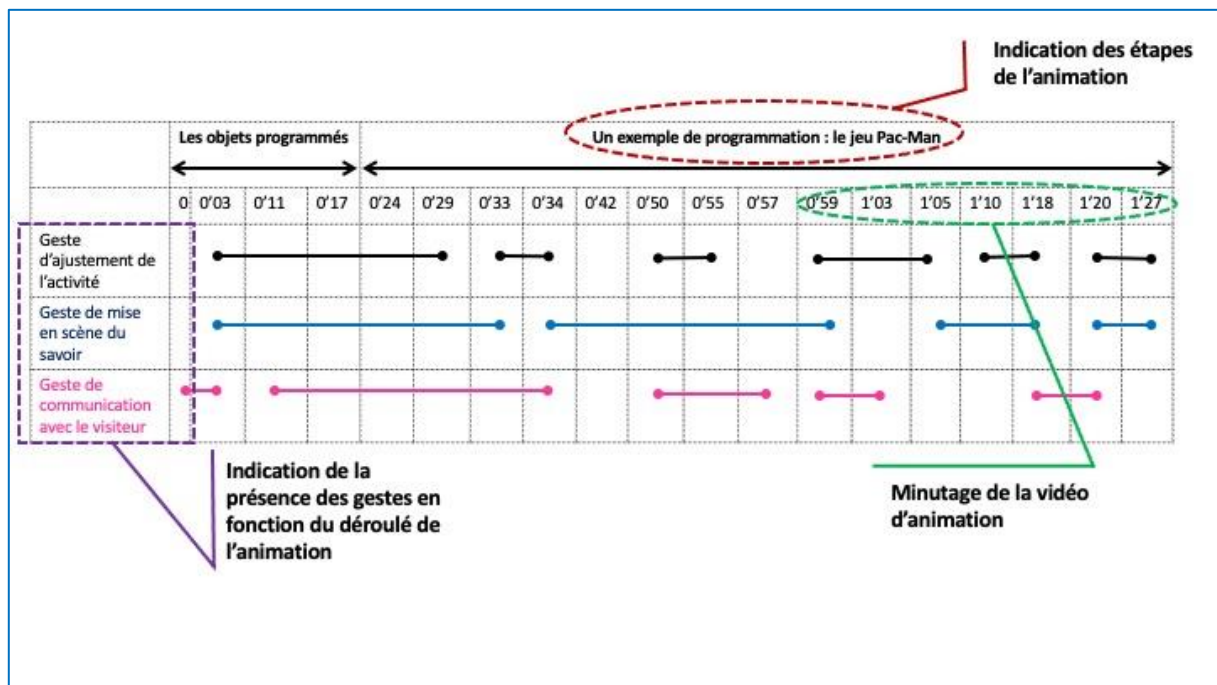 Indication des étapes
de l’animation
Les objets programmés
Un exemple de programmation : le jeu Pac-Man
0 0’03 0’11 0’17 0’24 0’29 0’33 0’34 0’42 0’50 0’55 0’57 0’59 1’03 1’05 1’10 1’18 1’20 1’27
Geste
d’ajustement de
l’activité
Geste de mise
en scène du
savoir
Geste de
communication
avec le visiteur
Indication de la
présence des gestes en
fonction du déroulé de
l’animation
Minutage de la vidéo
d’animation